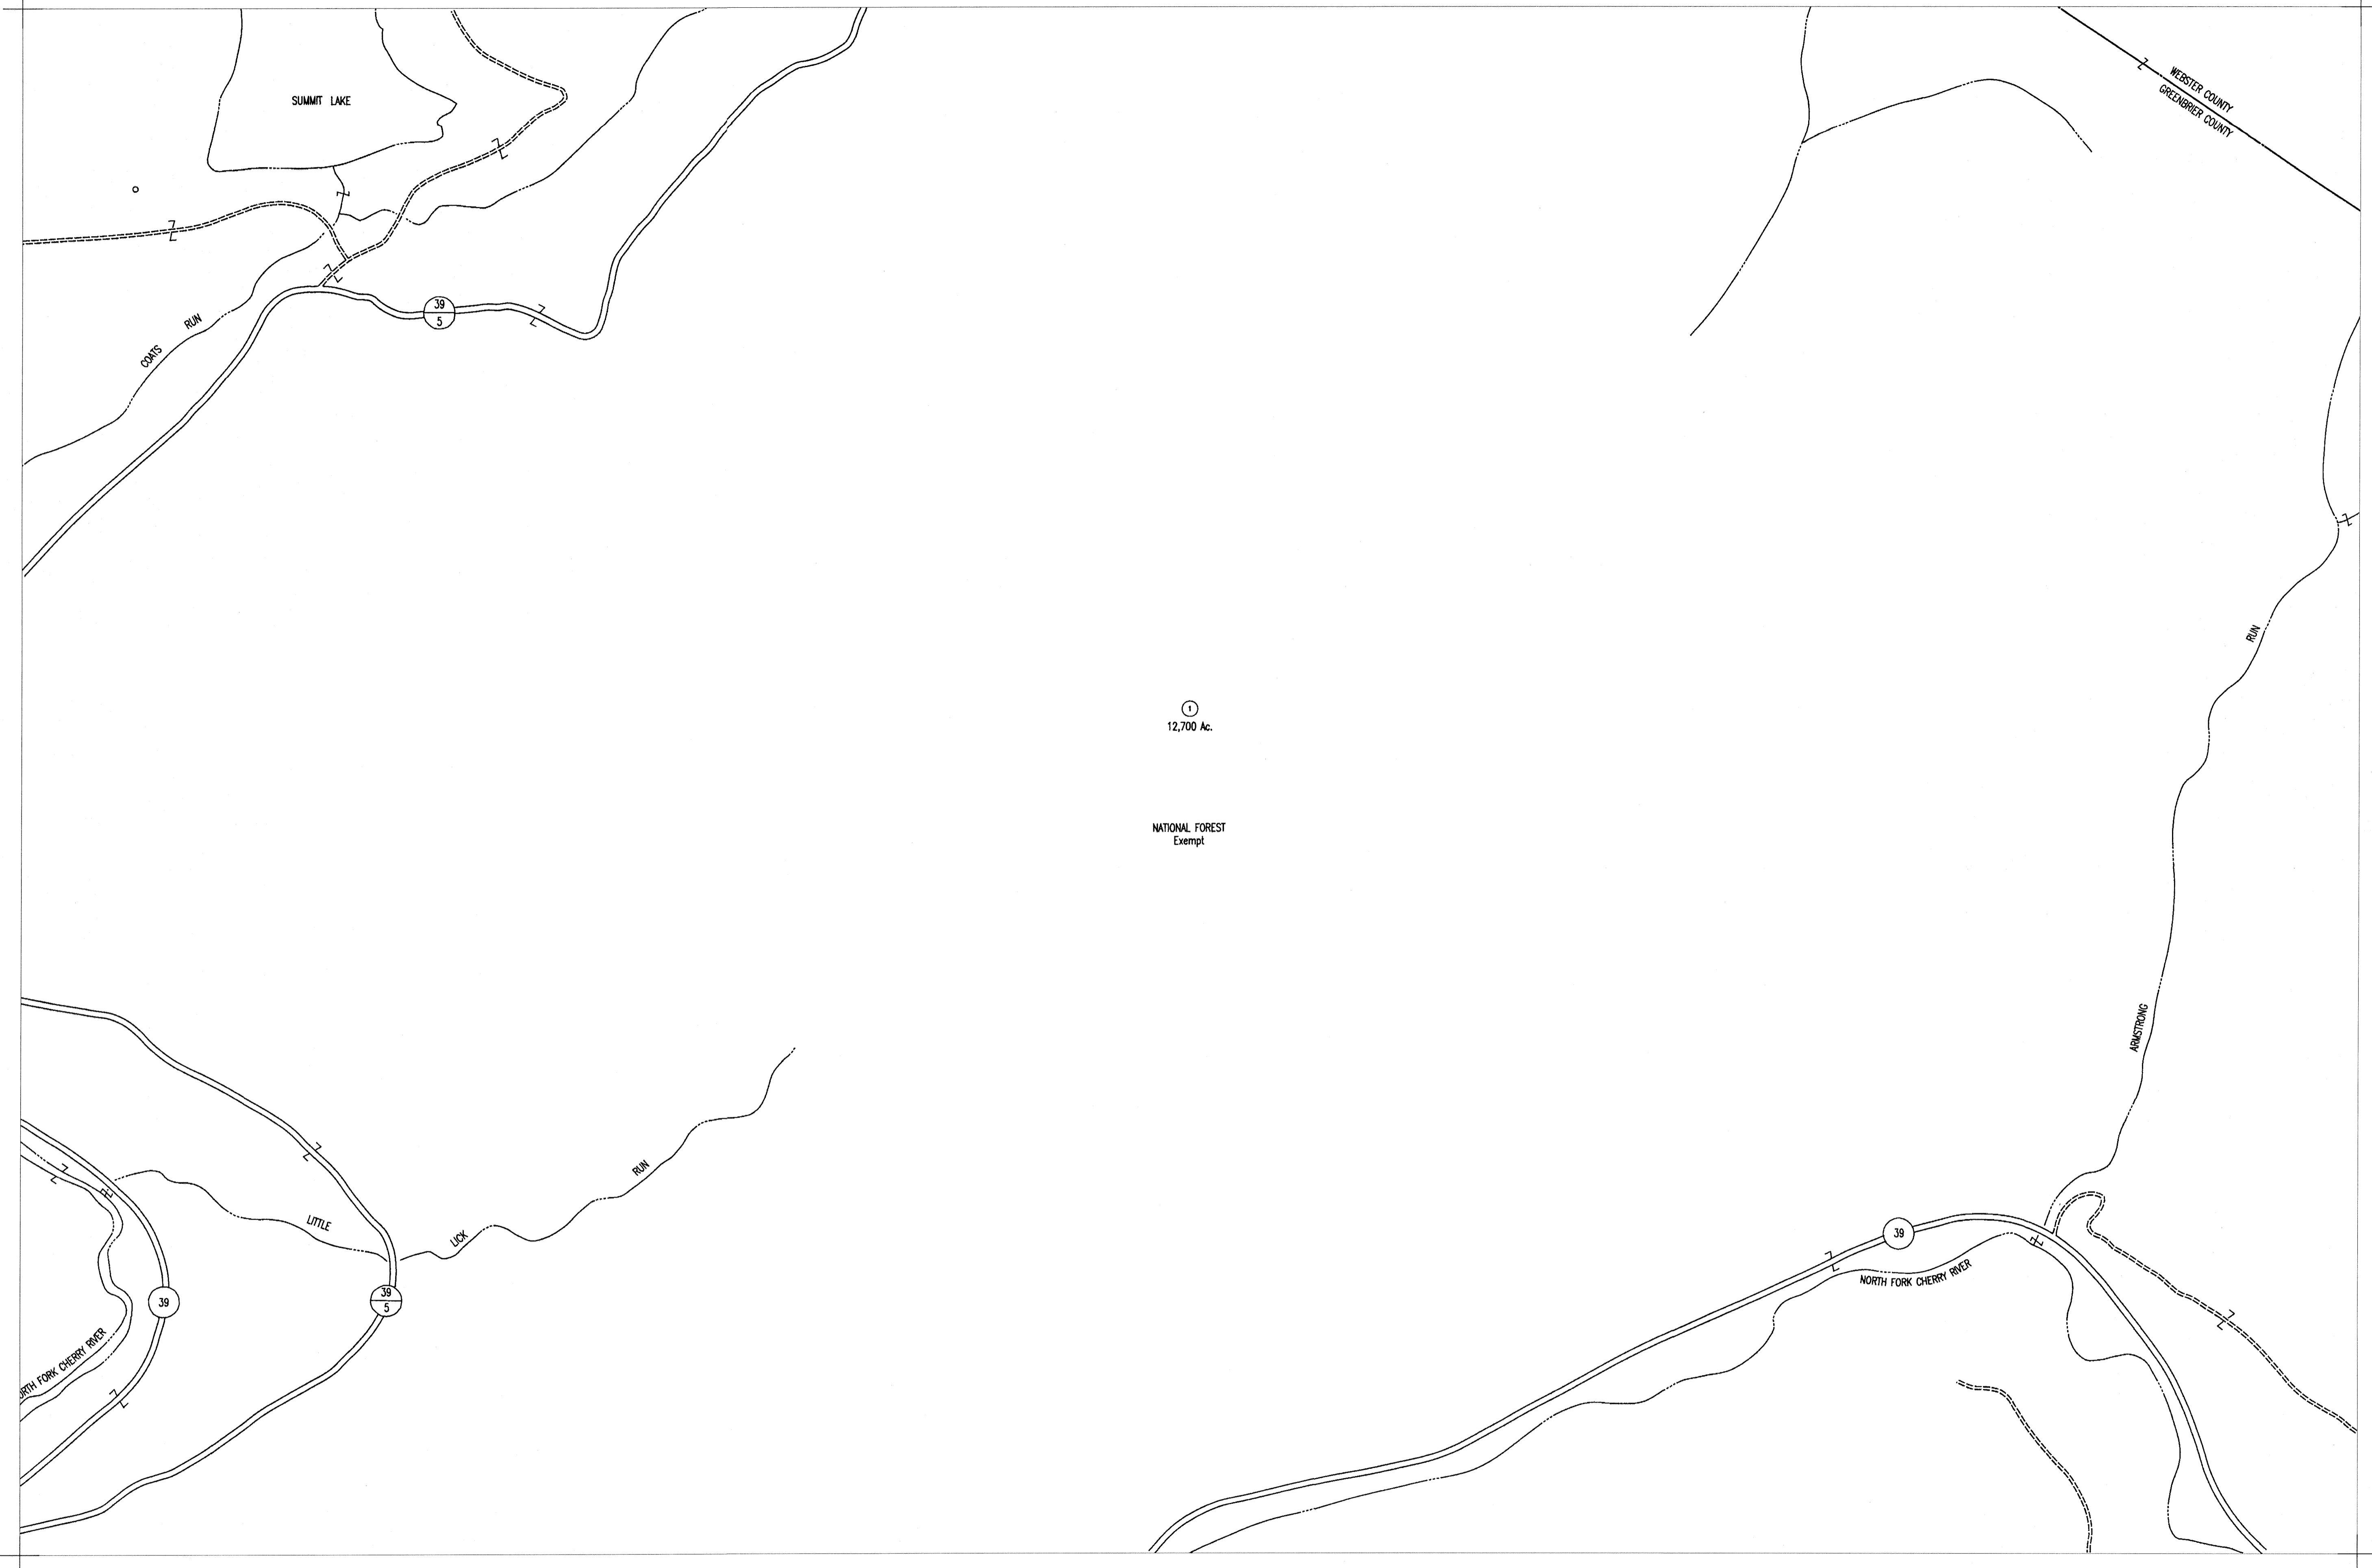 SUMMIT LAKE
WEBSTER COUNTY
GREENBRIER COUNTY
39
5
COATS RUN
RUN
1
12,700 Ac.
NATIONAL FOREST
Exempt
ARMSTRONG
LITTLE
LICK
RUN
39
39
5
39
NORTH FORK CHERRY RIVER
ORTH FORK CHERRY RIVER